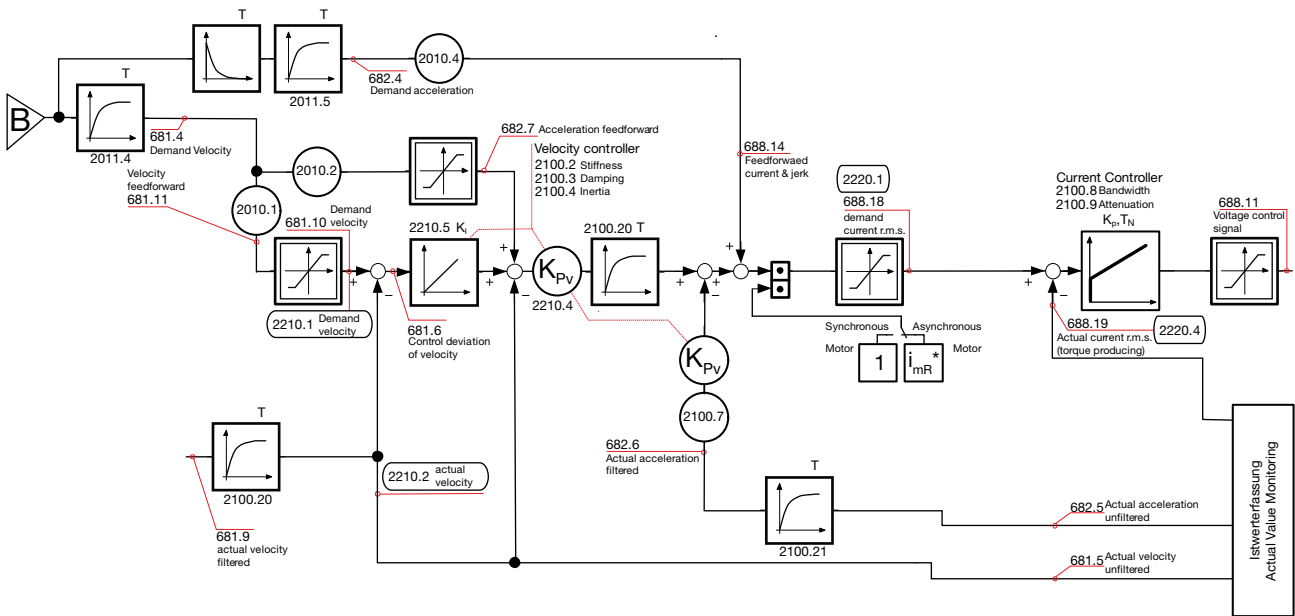 T
T
2010.4
682.4
Demand acceleration
2011.5
B
T
2011.4
681.4
Demand Velocity
682.7 Acceleration feedforward
Velocity controller
2100.2 Stiffness
2100.3 Damping
2100.4 Inertia
688.14
Feedforwaed
current & jerk
2220.1
688.18
demand
current r.m.s.
Current Controller
2100.8 Bandwidth
2100.9 Attenuation
Kp, TN
688.11
Voltage control
signal
Velocity
feedforward
681.11
2010.2
2010.1
681.10 Demand
velocity
2210.5 KI
2100.20 T
+
+
+
–
+
+
–
KPv
2210.4
+
–
+
+
–
2210.1 Demand
velocity
681.6
Control deviation
of velocity
Synchronous
Motor
1
Asynchronous
Motor
imR*
688.19
Actual current r.m.s.
(torque producing)
2220.4
KPv
2100.7
682.6
Actual acceleration
filtered
T
2100.20
681.9
actual velocity
filtered
2210.2 actual
velocity
T
2100.21
682.5 Actual acceleration
unfiltered
681.5 Actual velocity
unfiltered
Istwerterfassung
Actual Value Monitoring